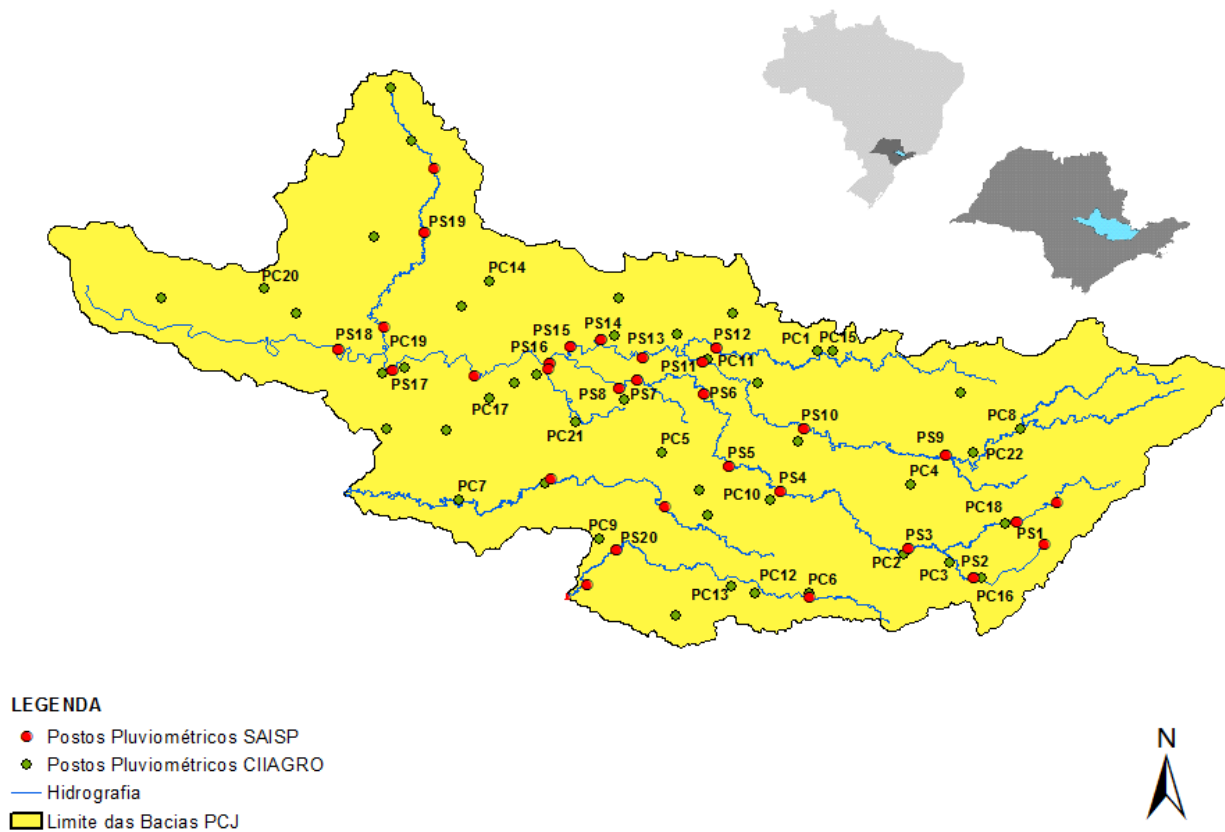 PS19
PC20
PC14
PS18
PC19
PS15
PS14
PS16
PS13
PS12
PC1
PC15
PS11
PC11
PS17
PS8
PS7
PS6
PC17
PC21
PS10
PC8
PC5
PS9
PC22
PS5
PS4
PC4
PC7
PC10
PC18
PS1
PC9
PS20
PS3
PC2
PC3
PS2
PC12
PC6
PC13
PC16
LEGENDA
Postos Pluviométricos SAISP
Postos Pluviométricos CIIAGRO
Hidrografia
Limite das Bacias PCJ
N